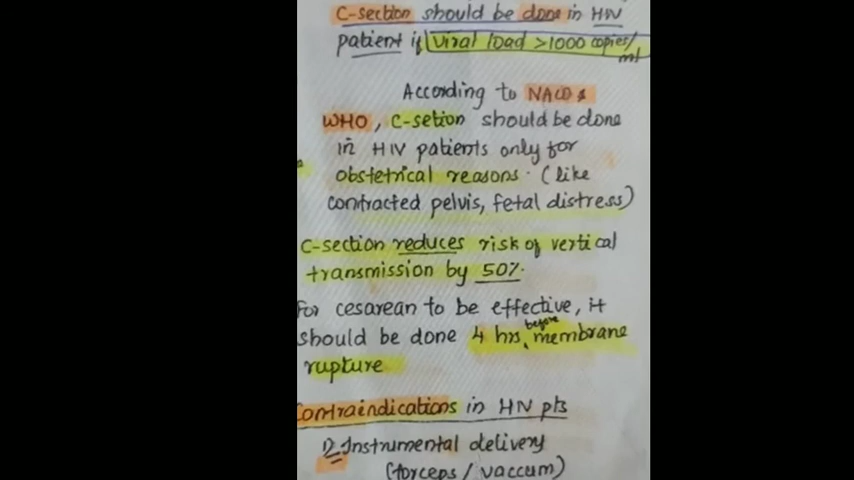 C-section should be done in HIV
patient if viral load >1000 copies/
ml
According to NACO &
WHO, C-setion should be done
in HIV patients only for
obstetrical reasons. (like
contracted pelvis, fetal distress)
C-section reduces risk of vertical
transmission by 50%.
For cesarean to be effective, it
should be done 4 hrs before membrane
rupture
Contraindications in HIV pts
1) Instrumental delivery
(forceps / vaccum)